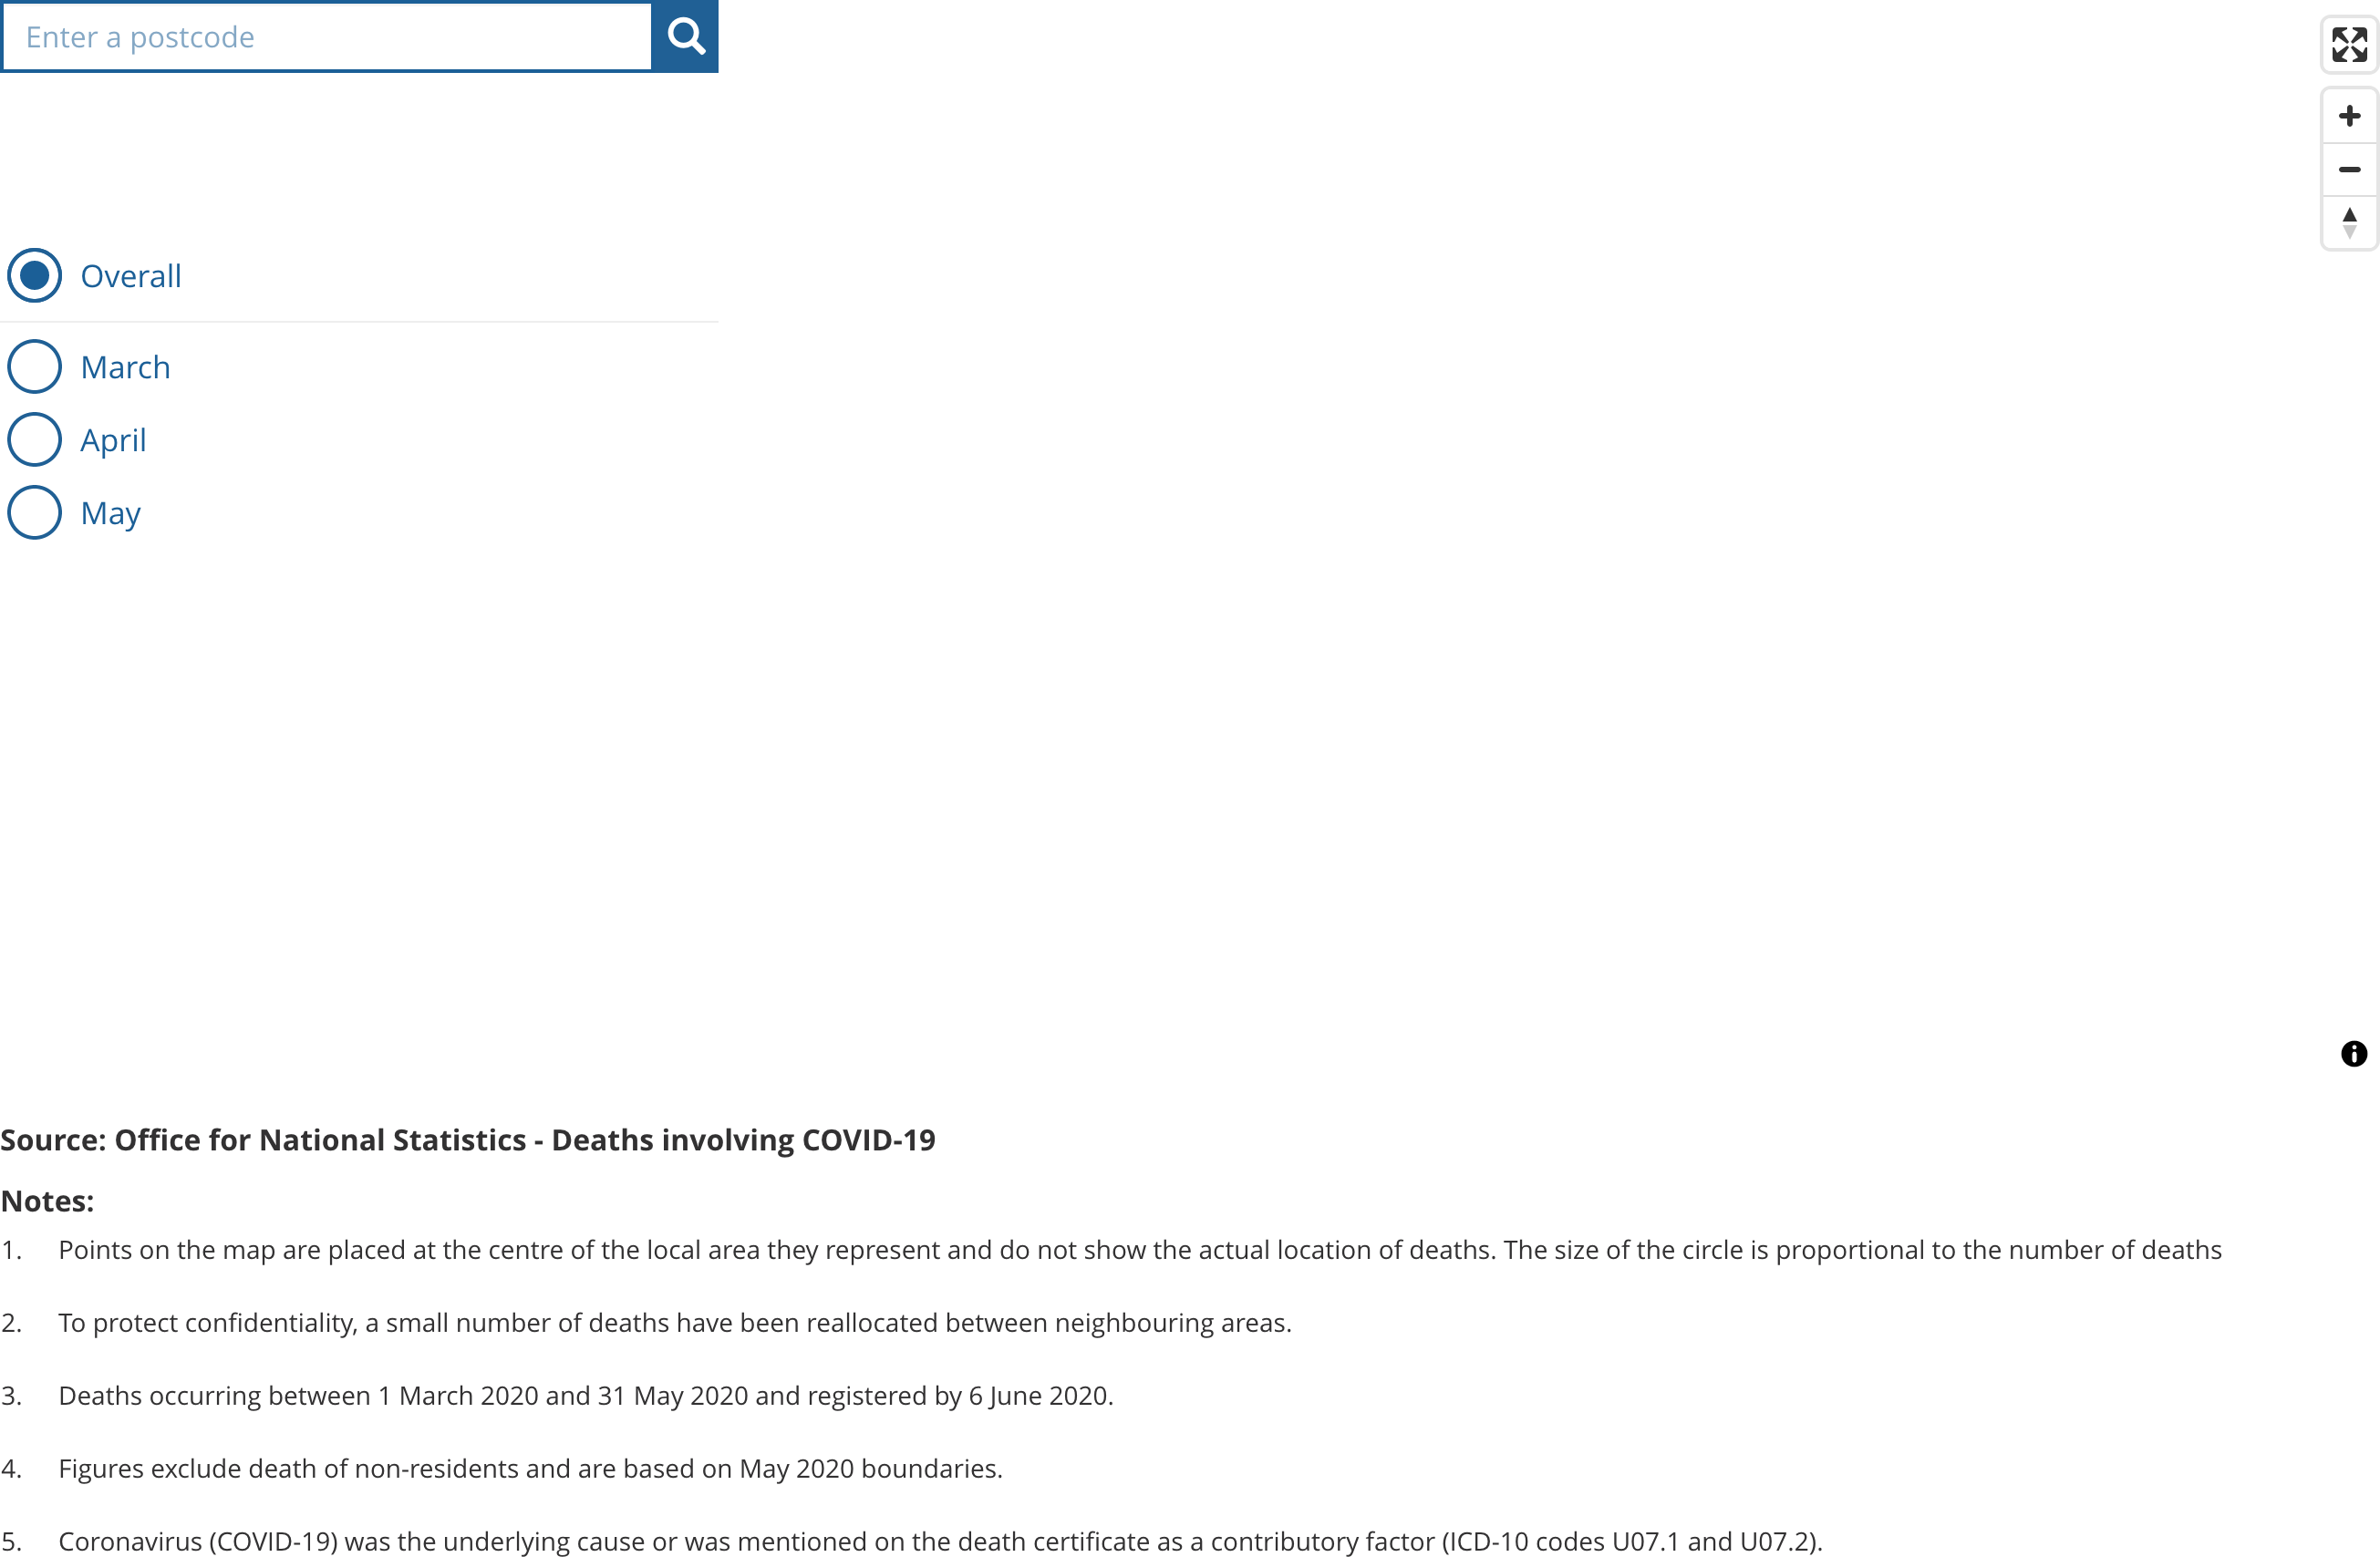 Enter a postcode
Overall
March
April
May
Source: Office for National Statistics - Deaths involving COVID-19
Notes:
1. Points on the map are placed at the centre of the local area they represent and do not show the actual location of deaths. The size of the circle is proportional to the number of deaths
2. To protect confidentiality, a small number of deaths have been reallocated between neighbouring areas.
3. Deaths occurring between 1 March 2020 and 31 May 2020 and registered by 6 June 2020.
4. Figures exclude death of non-residents and are based on May 2020 boundaries.
5. Coronavirus (COVID-19) was the underlying cause or was mentioned on the death certificate as a contributory factor (ICD-10 codes U07.1 and U07.2).